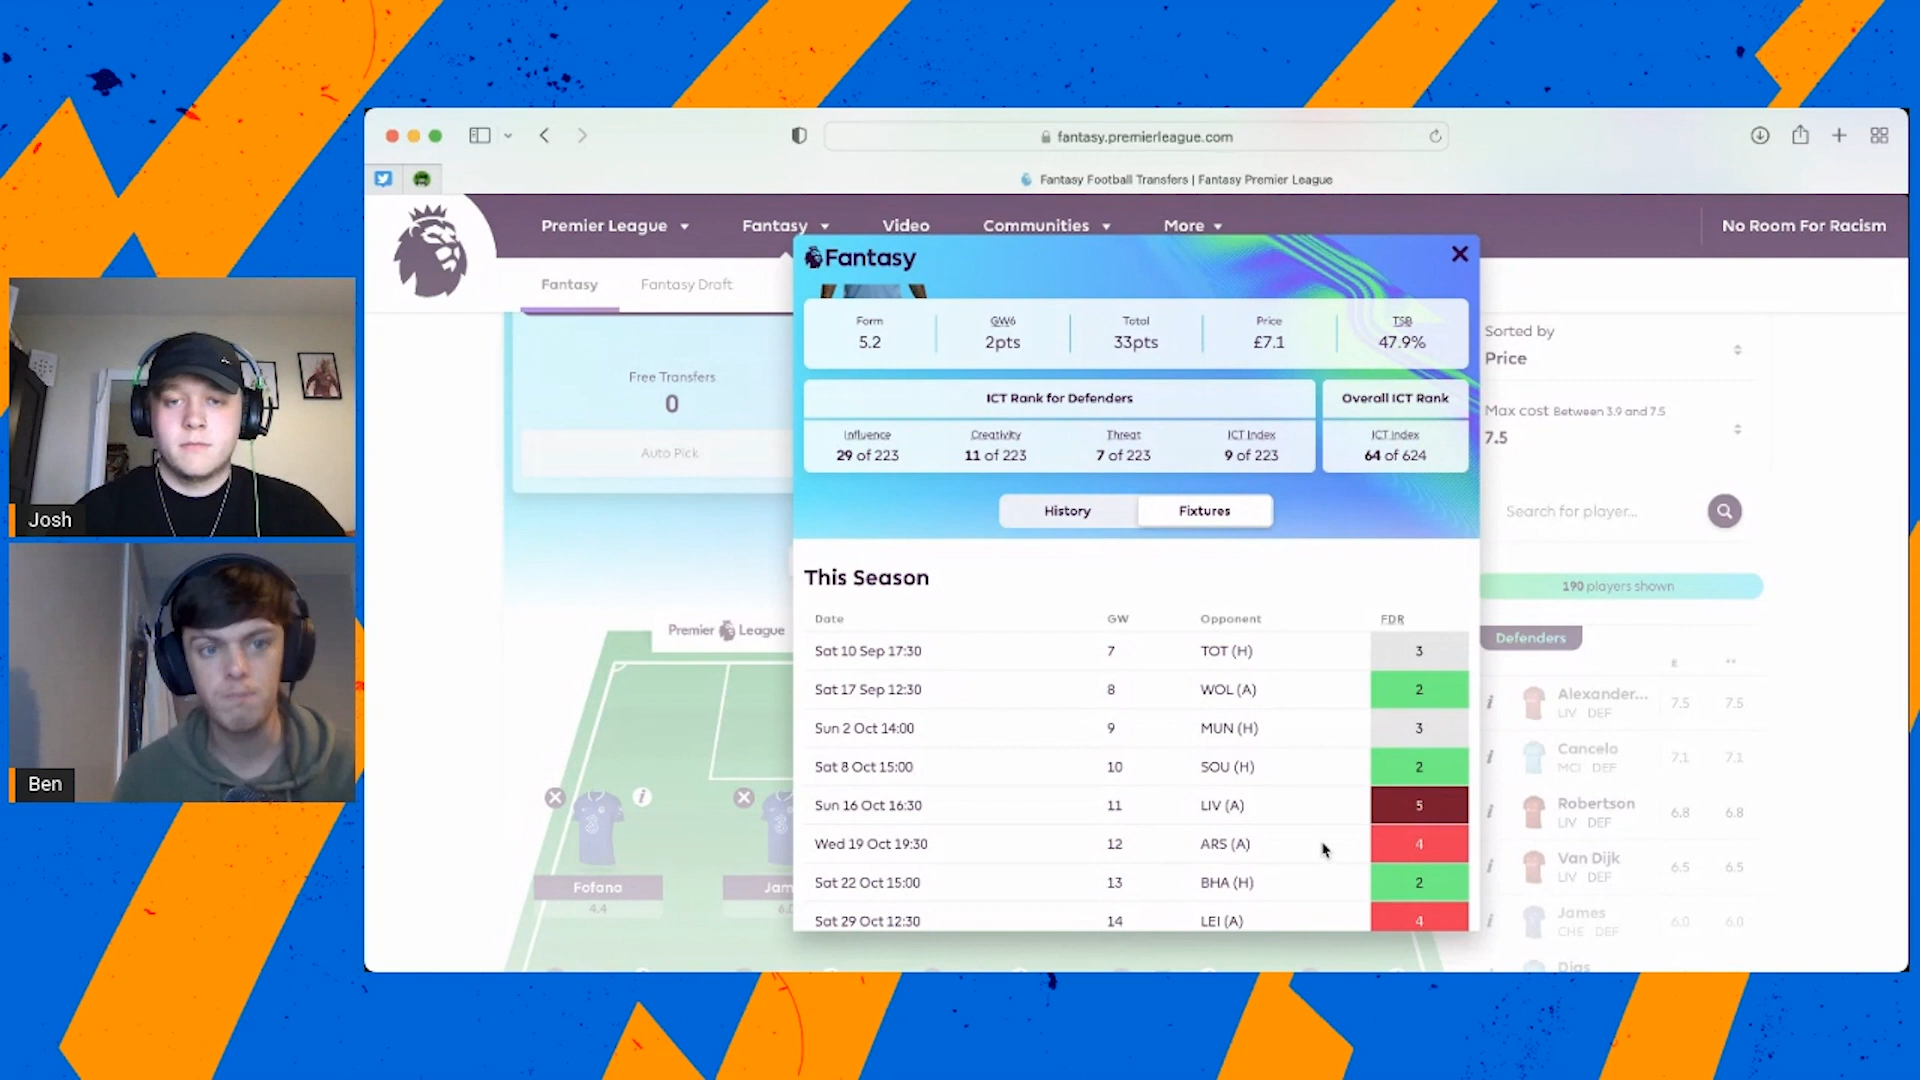 fantasy.premierleague.com
Fantasy Football Transfers | Fantasy Premier League
Premier League
Fantasy
Video
Communities
More
No Room For Racism
Fantasy
Fantasy Draft
Fantasy
Form
5.2
GW6
2pts
Total
33pts
Price
£7.1
TSB
47.9%
ICT Rank for Defenders
Overall ICT Rank
Influence
29 of 223
Creativity
11 of 223
Threat
7 of 223
ICT Index
9 of 223
ICT Index
64 of 624
History
Fixtures
This Season
Date GW Opponent FDR
Sat 10 Sep 17:30 7 TOT (H) 3
Sat 17 Sep 12:30 8 WOL (A) 2
Sun 2 Oct 14:00 9 MUN (H) 3
Sat 8 Oct 15:00 10 SOU (H) 2
Sun 16 Oct 16:30 11 LIV (A) 5
Wed 19 Oct 19:30 12 ARS (A) 4
Sat 22 Oct 15:00 13 BHA (H) 2
Sat 29 Oct 12:30 14 LEI (A) 4
Free Transfers
0
Auto Pick
Premier League
Fofana
4.4
Jam
6.0
Sorted by
Price
Max cost Between 3.9 and 7.5
7.5
Search for player...
190 players shown
Defenders
£ **
Alexander... 7.5 7.5
LIV DEF
Cancelo 7.1 7.1
MCI DEF
Robertson 6.8 6.8
LIV DEF
Van Dijk 6.5 6.5
LIV DEF
James 6.0 6.0
CHE DEF
Dias
Josh
Ben